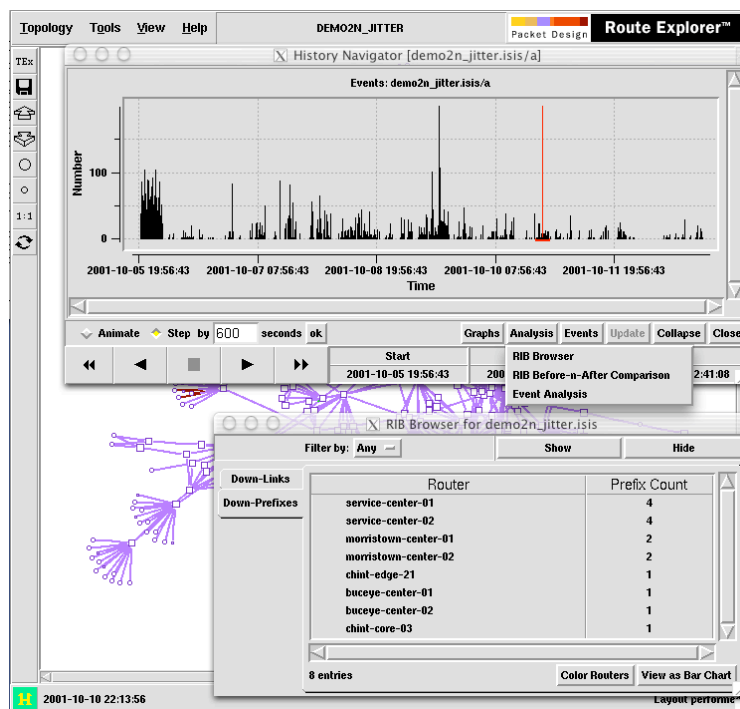 Topology Tools View Help DEMO2N_JITTER Packet Design Route Explorer™
TEx
1:1
X History Navigator [demo2n_jitter.isis/a]
Events: demo2n_jitter.isis/a
Number
100
0
2001-10-05 19:56:43 2001-10-07 07:56:43 2001-10-08 19:56:43 2001-10-10 07:56:43 2001-10-11 19:56:43
Time
Animate Step by 600 seconds ok Graphs Analysis Events Update Collapse Close
Start
2001-10-05 19:56:43 200 2:41:08
RIB Browser
RIB Before-n-After Comparison
Event Analysis
X RIB Browser for demo2n_jitter.isis
Filter by: Any Show Hide
Down-Links
Down-Prefixes
Router Prefix Count
service-center-01 4
service-center-02 4
morristown-center-01 2
morristown-center-02 2
chint-edge-21 1
buceye-center-01 1
buceye-center-02 1
chint-core-03 1
8 entries Color Routers View as Bar Chart
H 2001-10-10 22:13:56 Layout performe